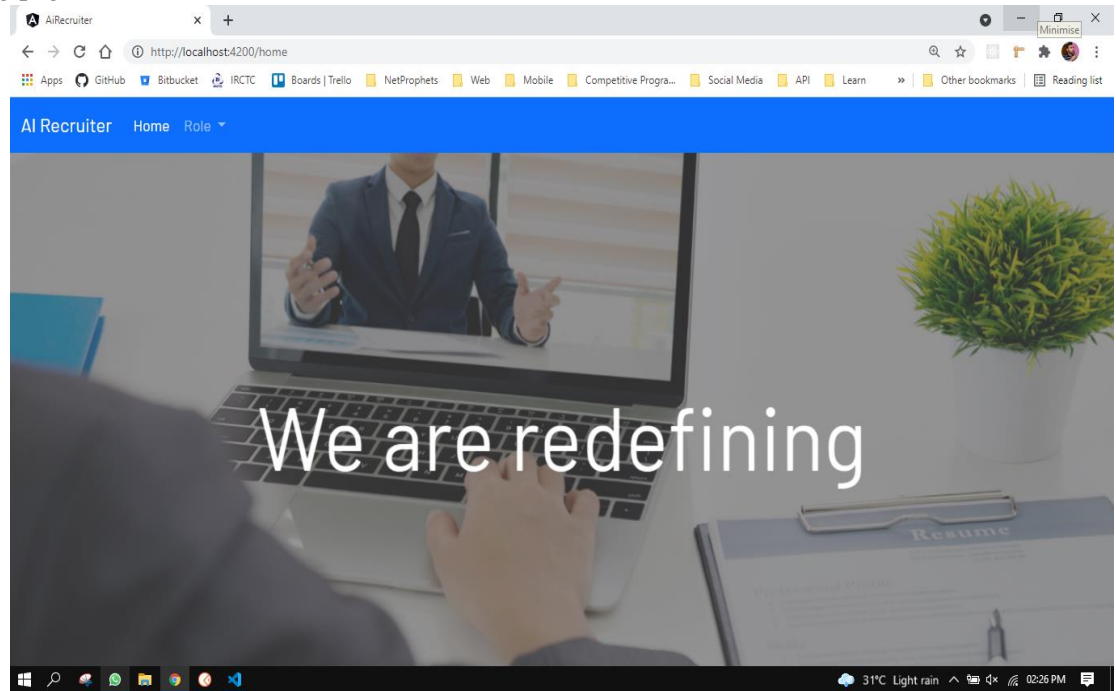 AiRecruiter
Minimise
http://localhost:4200/home
Apps GitHub Bitbucket IRCTC Boards | Trello NetProphets Web Mobile Competitive Progra... Social Media API Learn » Other bookmarks Reading list
AI Recruiter Home Role
We are redefining
Resume
31°C Light rain 02:26 PM